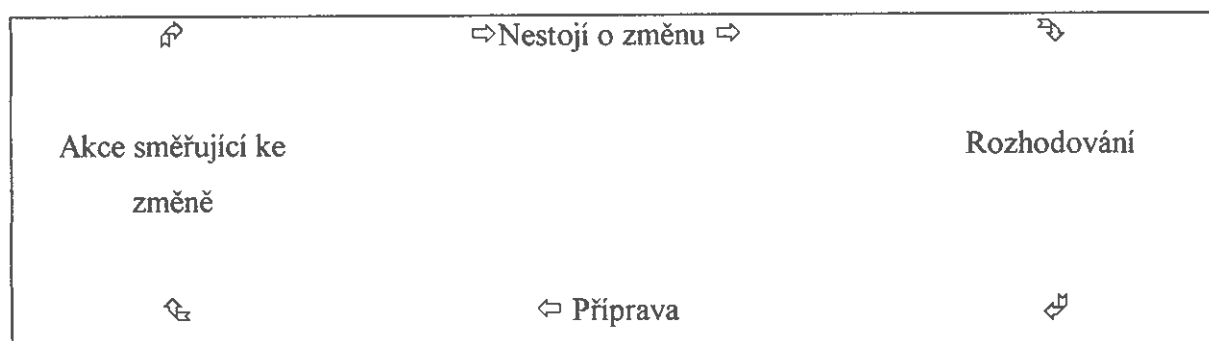 ⇨Nestojí o změnu ⇨
Akce směřující ke
změně
Rozhodování
⇦ Příprava